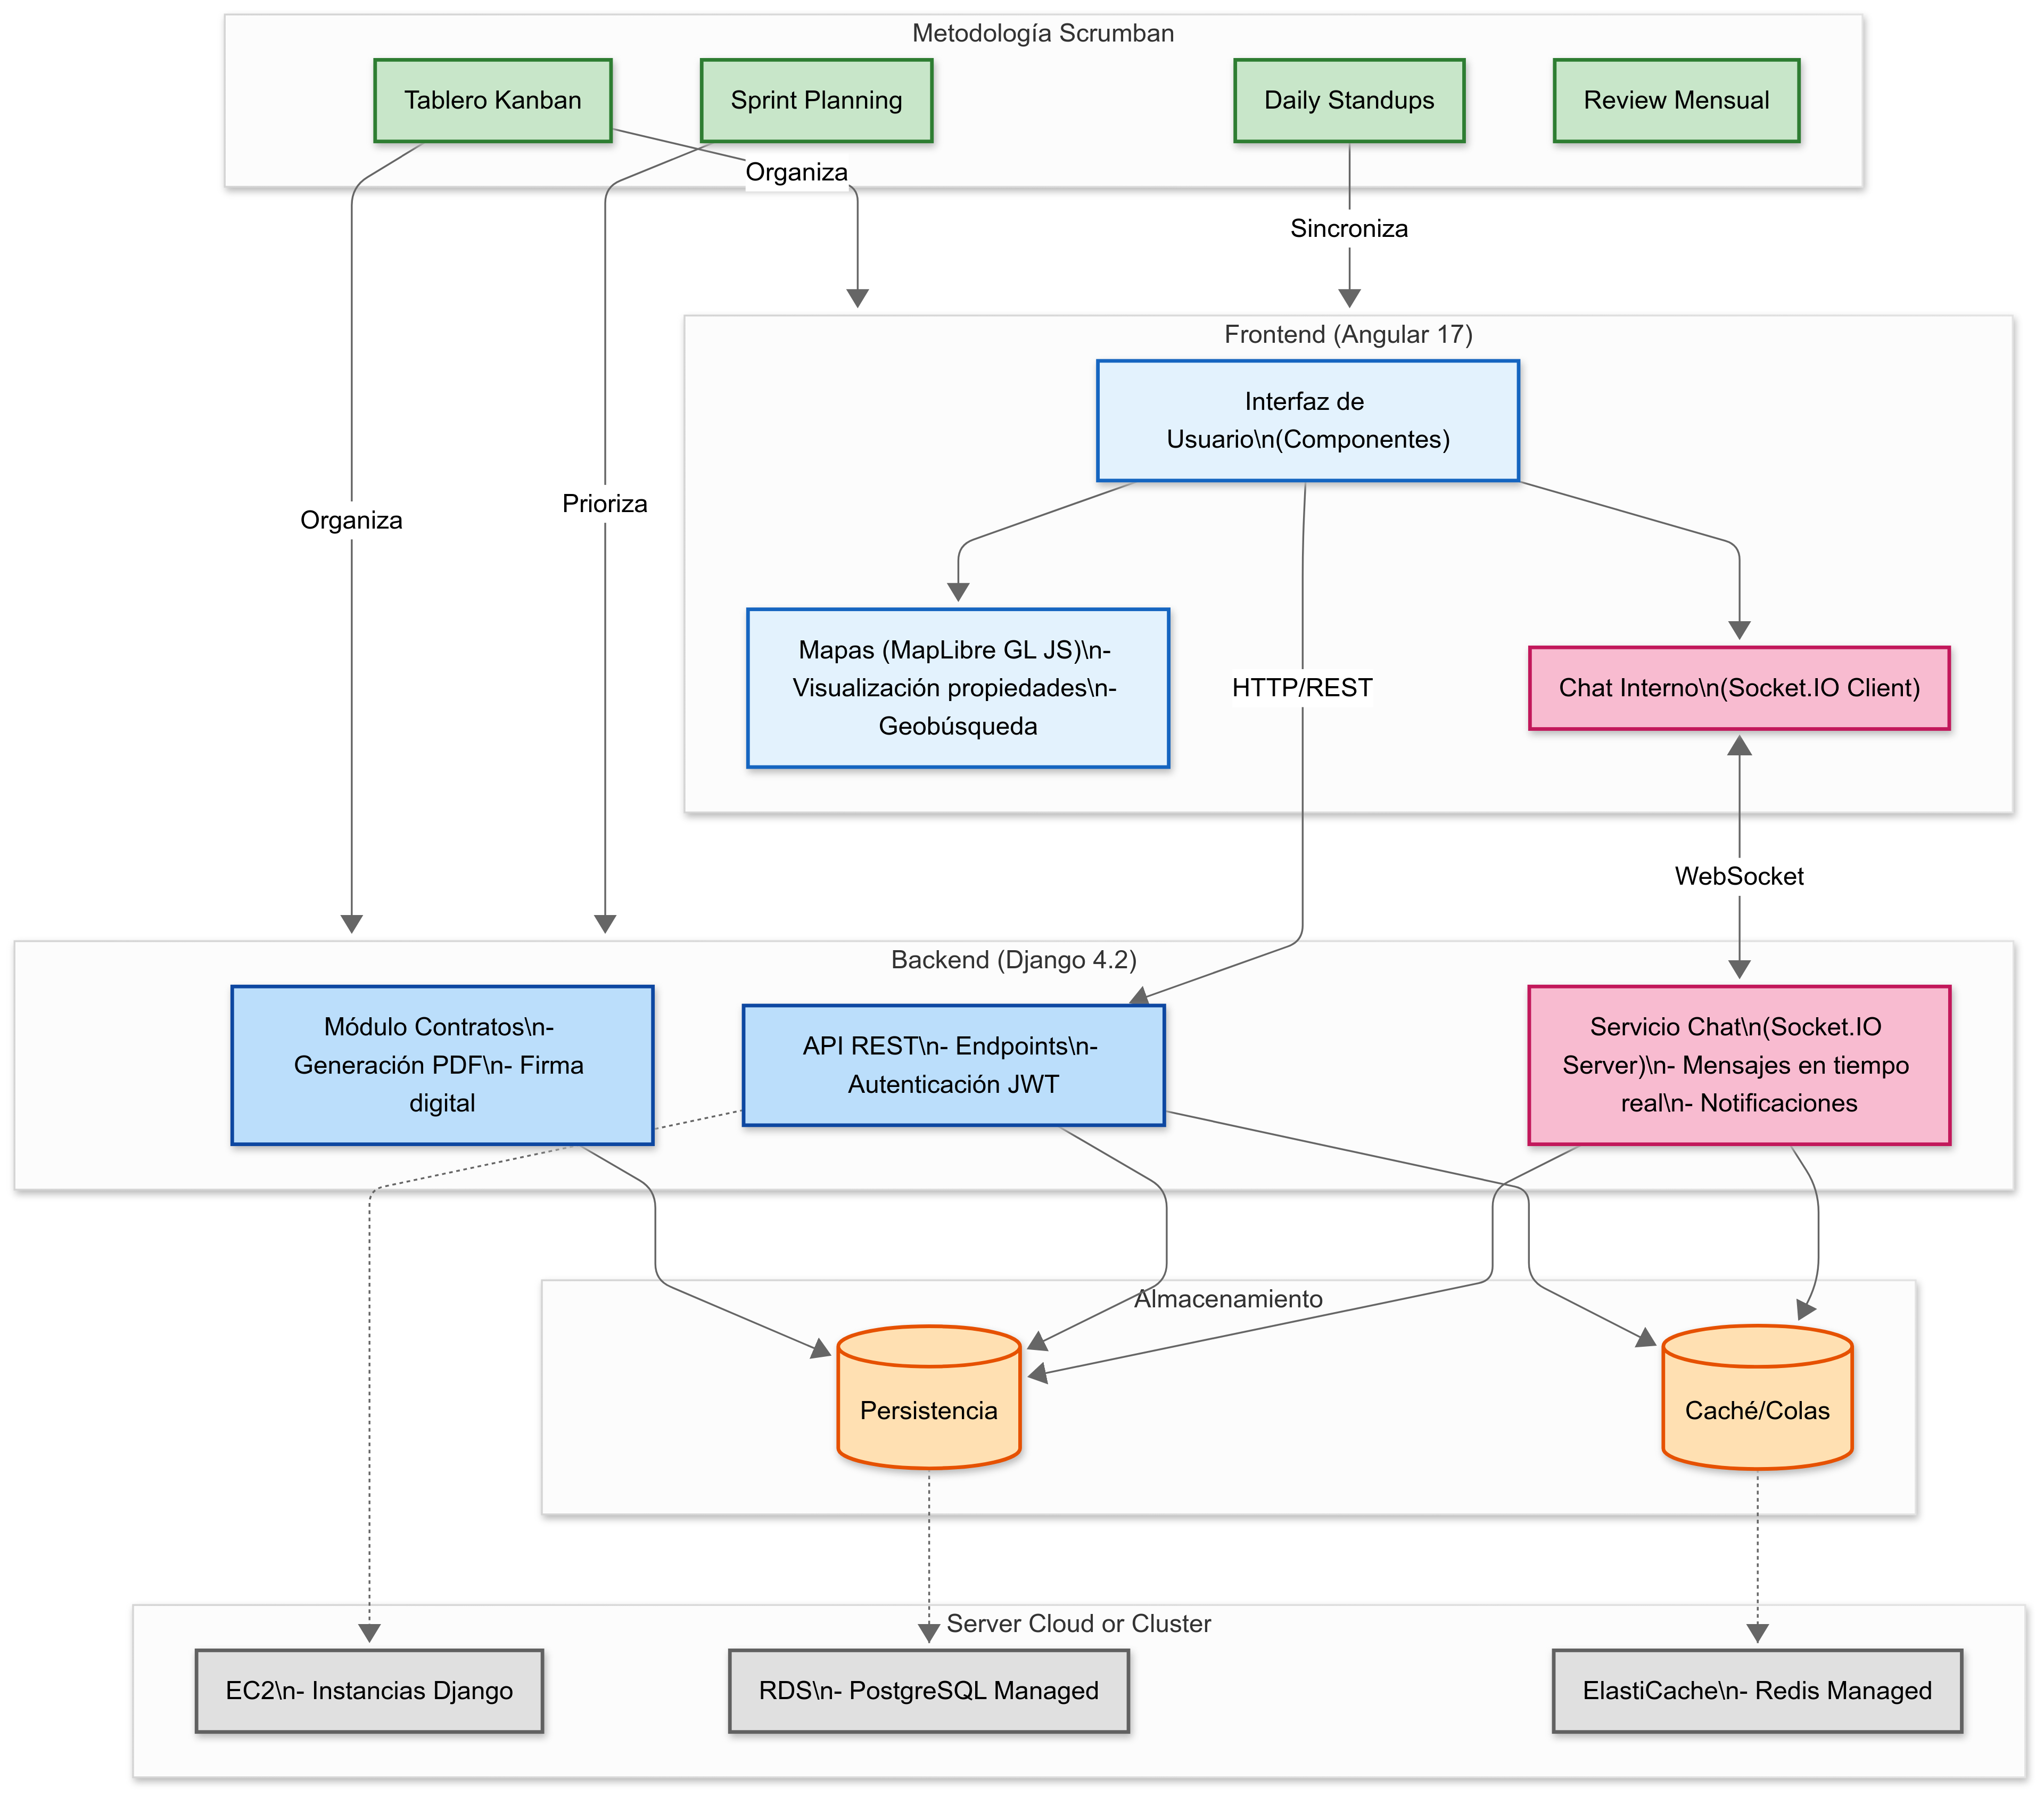 Metodología Scrumban
Tablero Kanban
Sprint Planning
Daily Standups
Review Mensual
Organiza
Sincroniza
Organiza
Prioriza
Frontend (Angular 17)
Interfaz de
Usuario\n(Componentes)
Mapas (MapLibre GL JS)\n-
Visualización propiedades\n-
Geobúsqueda
HTTP/REST
Chat Interno\n(Socket.IO Client)
WebSocket
Backend (Django 4.2)
Módulo Contratos\n-
Generación PDF\n- Firma
digital
API REST\n- Endpoints\n-
Autenticación JWT
Servicio Chat\n(Socket.IO
Server)\n- Mensajes en tiempo
real\n- Notificaciones
Almacenamiento
Persistencia
Caché/Colas
Server Cloud or Cluster
EC2\n- Instancias Django
RDS\n- PostgreSQL Managed
ElastiCache\n- Redis Managed